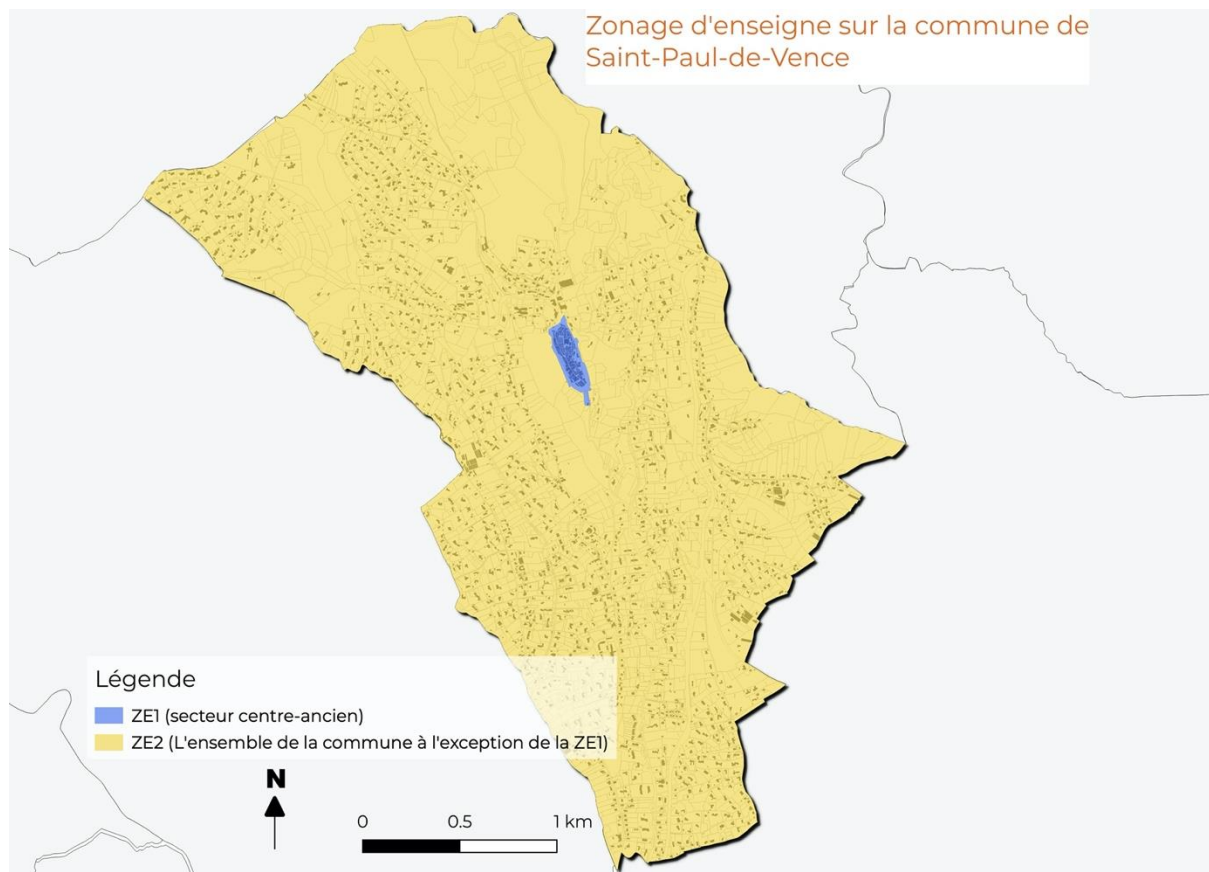 Zonage d'enseigne sur la commune de
Saint-Paul-de-Vence
Légende
ZE1 (secteur centre-ancien)
ZE2 (L'ensemble de la commune à l'exception de la ZE1)
N
0 0.5 1 km